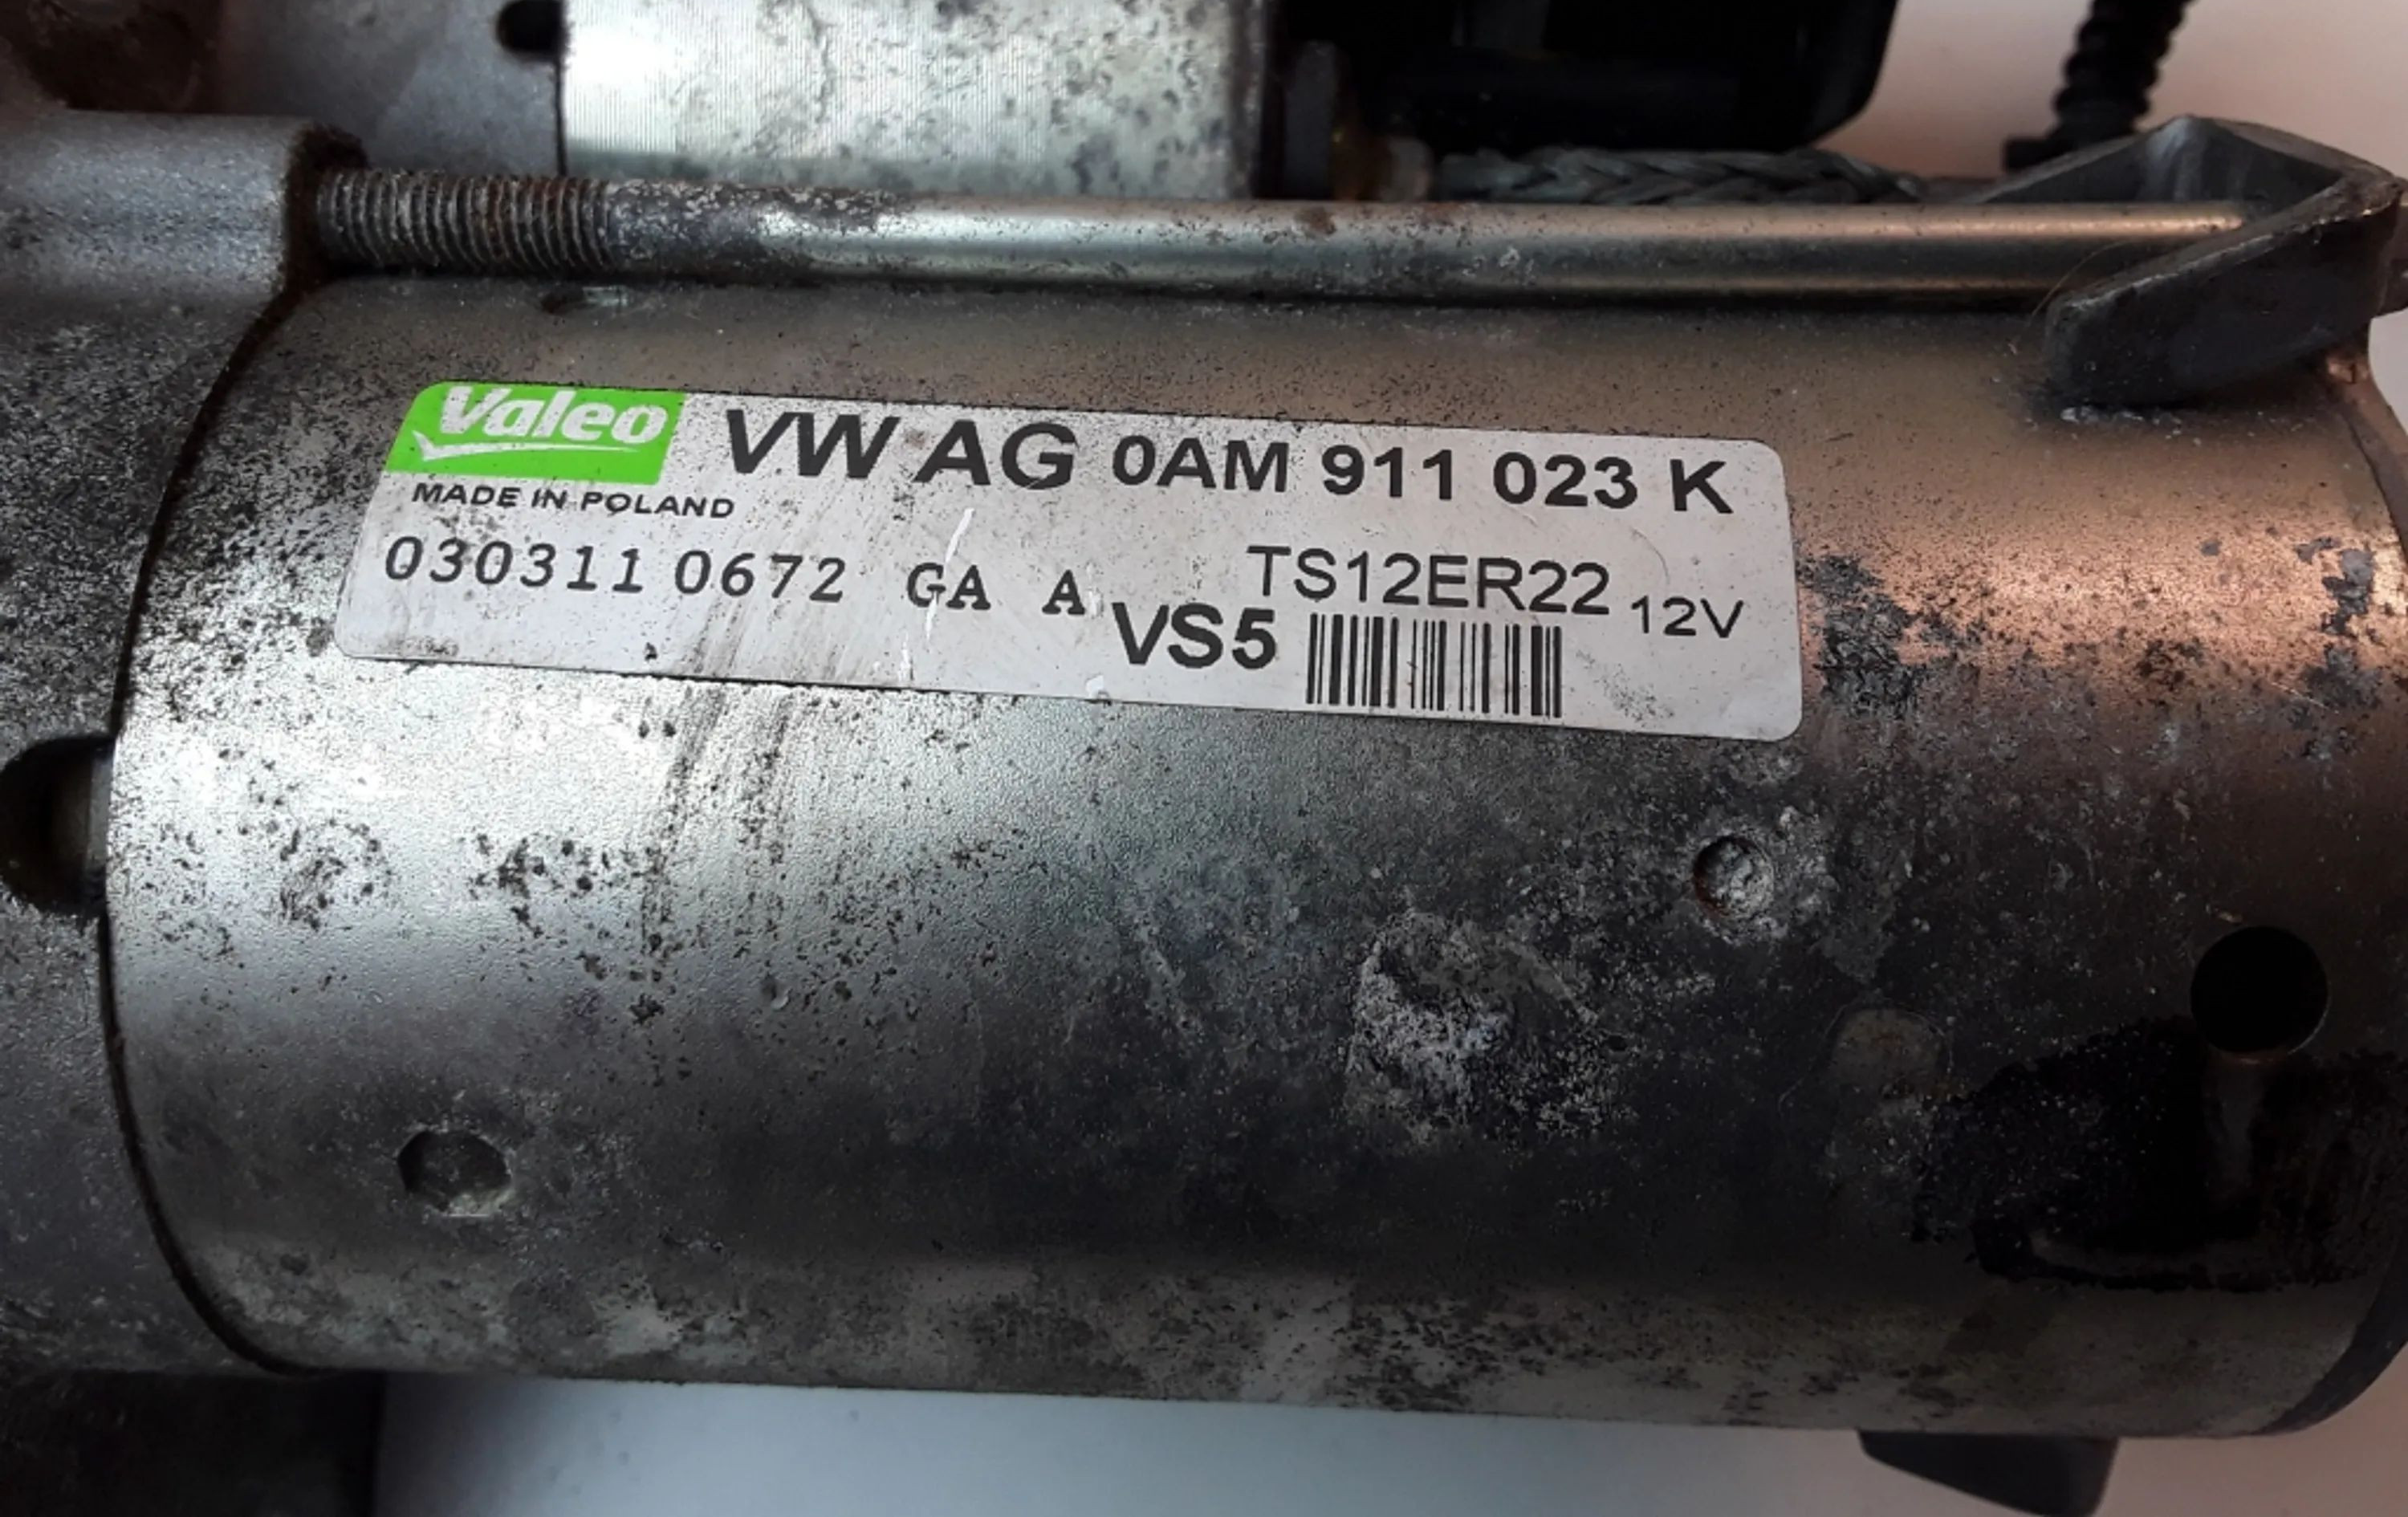 Valeo VW AG 0AM 911 023 K
MADE IN POLAND
030311 0672 GA A TS12ER22 12V
VS5